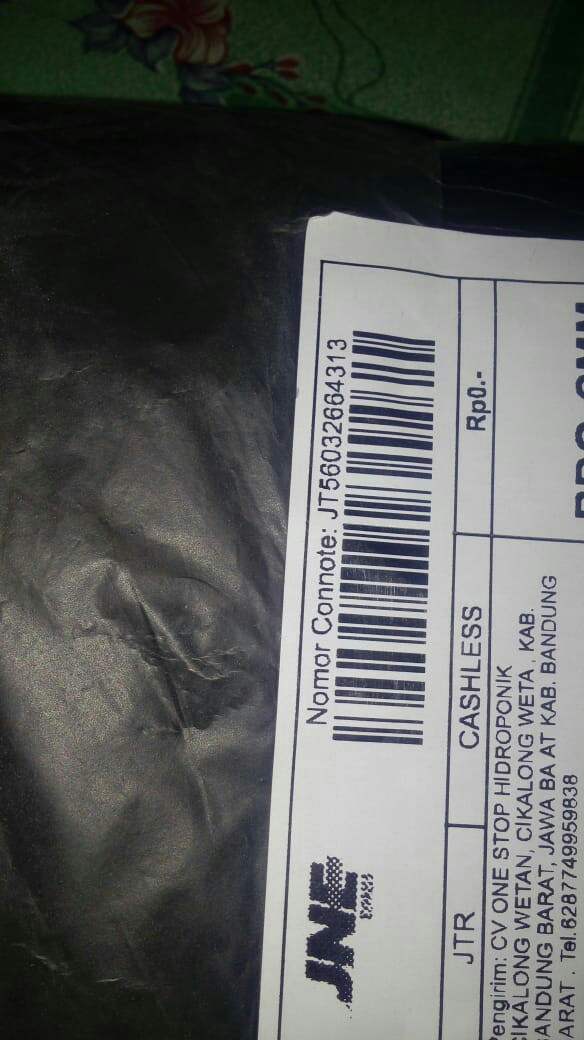 JNE
Nomor Connote: JT56032664313
JTR
CASHLESS
Rp0.-
Pengirim: CV ONE STOP HIDROPONIK
CIKALONG WETAN, CIKALONG WETA, KAB.
BANDUNG BARAT, JAWA BA AT KAB. BANDUNG
BARAT . Tel.6287749959838